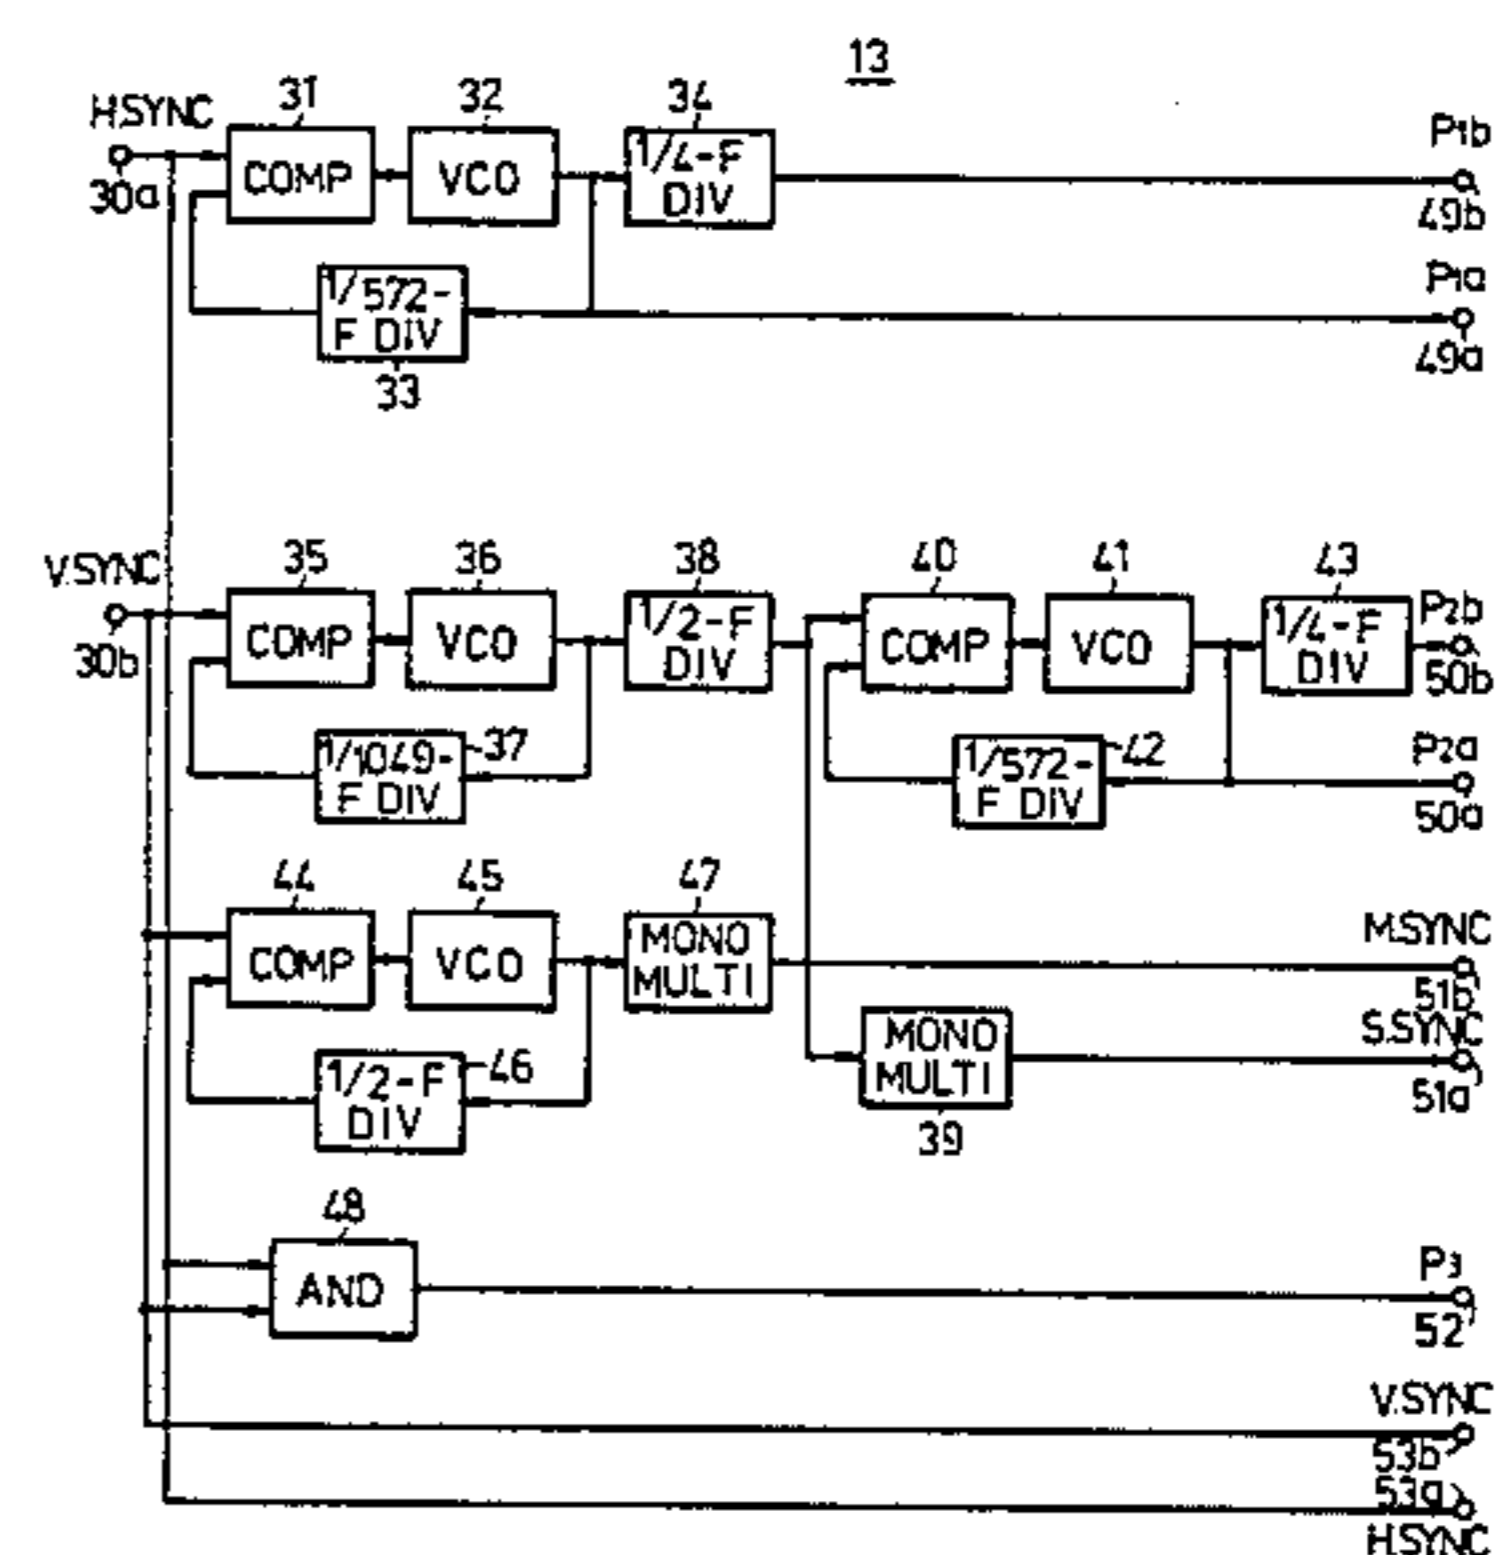 13
H.SYNC
30a
31
COMP
32
VCO
34
1/4-F
DIV
P1b
49b
1/572-
F DIV
33
P1a
49a
V.SYNC
30b
35
COMP
36
VCO
38
1/2-F
DIV
40
COMP
41
VCO
43
1/4-F
DIV
P2b
50b
1/1049-
F DIV
37
1/572-
F DIV
42
P2a
50a
44
COMP
45
VCO
47
MONO
MULTI
M.SYNC
51b
1/2-F
DIV
46
MONO
MULTI
39
S.SYNC
51a
48
AND
P3
52
V.SYNC
53b
53a
H.SYNC